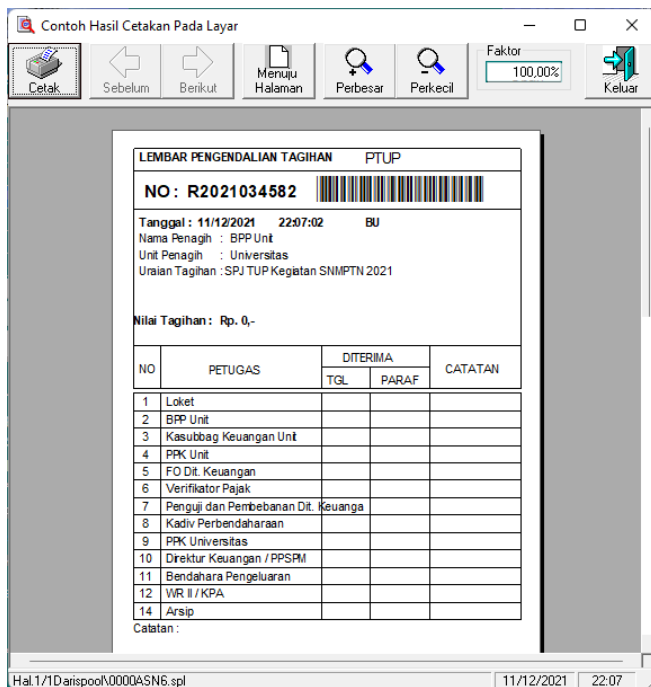 Contoh Hasil Cetakan Pada Layar
Cetak
Sebelum
Berikut
Menuju
Halaman
Perbesar
Perkecil
Faktor
100,00%
Keluar
LEMBAR PENGENDALIAN TAGIHAN PTUP
NO : R2021034582
Tanggal : 11/12/2021 22:07:02 BU
Nama Penagih : BPP Unit
Unit Penagih : Universitas
Uraian Tagihan : SPJ TUP Kegiatan SNMPTN 2021
Nilai Tagihan : Rp. 0,-
NO PETUGAS DITERIMA CATATAN
TGL PARAF
1 Loket
2 BPP Unit
3 Kasubbag Keuangan Unit
4 PPK Unit
5 FO Dit. Keuangan
6 Verifikator Pajak
7 Penguji dan Pembebanan Dit. Keuanga
8 Kadiv Perbendaharaan
9 PPK Universitas
10 Direktur Keuangan / PPSPM
11 Bendahara Pengeluaran
12 WR II / KPA
14 Arsip
Catatan :
Hal.1/1 Darispool\0000ASN6.spl 11/12/2021 22:07